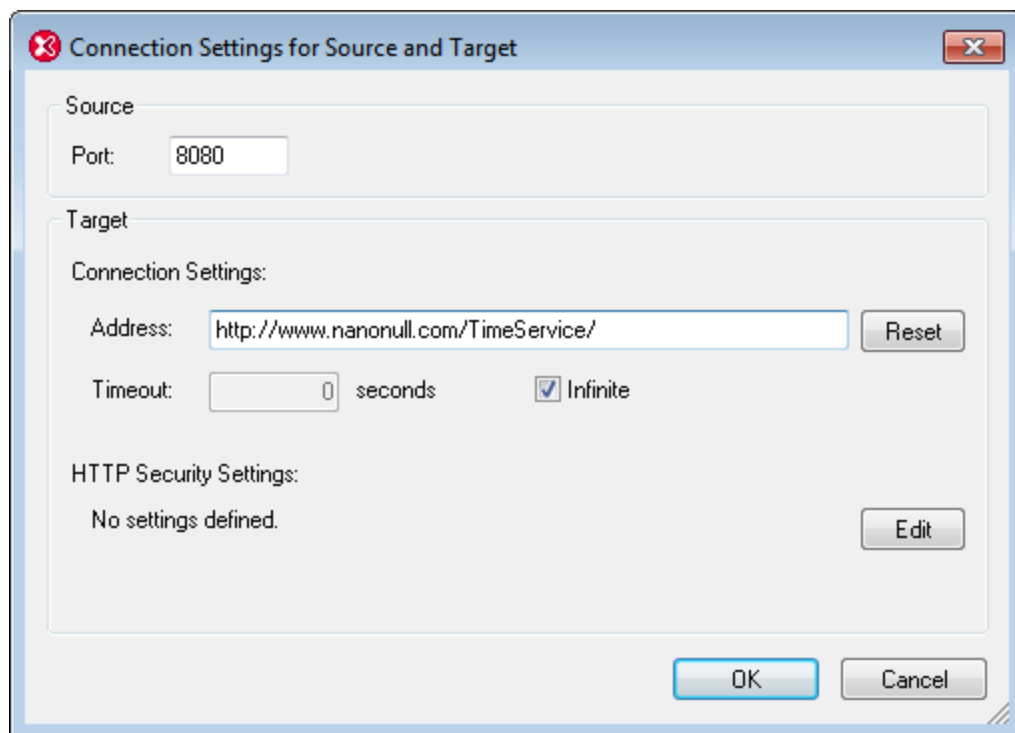 Connection Settings for Source and Target
Source
Port: 8080
Target
Connection Settings:
Address: http://www.nanonull.com/TimeService/ Reset
Timeout: 0 seconds Infinite
HTTP Security Settings:
No settings defined.
Edit
OK Cancel